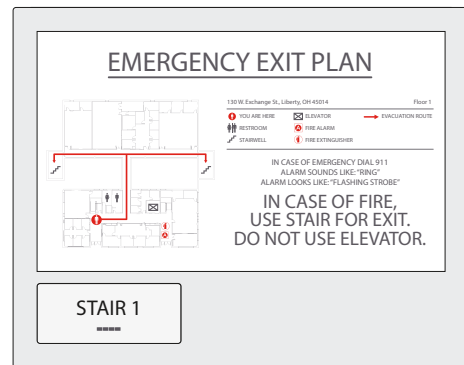 EMERGENCY EXIT PLAN
130 W. Exchange St., Liberty, OH 45014 Floor 1
YOU ARE HERE ELEVATOR EVACUATION ROUTE
RESTROOM FIRE ALARM
STAIRWELL FIRE EXTINGUISHER
IN CASE OF EMERGENCY DIAL 911
ALARM SOUNDS LIKE: "RING"
ALARM LOOKS LIKE: "FLASHING STROBE"
IN CASE OF FIRE,
USE STAIR FOR EXIT.
DO NOT USE ELEVATOR.
STAIR 1